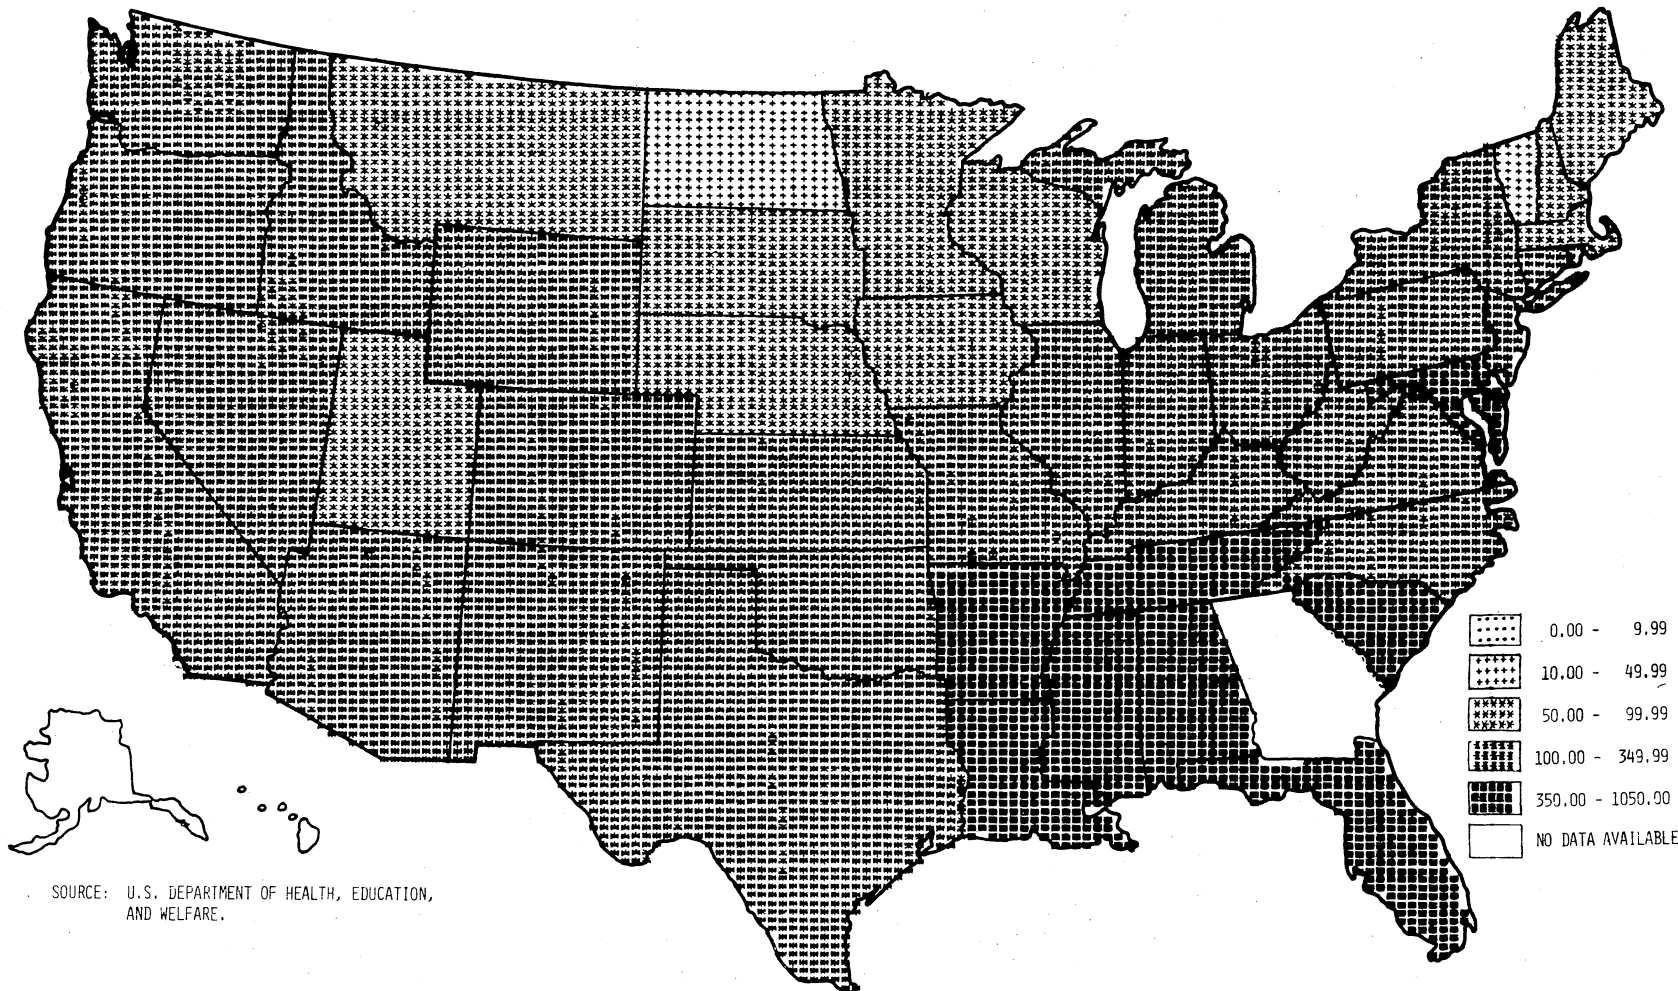 0.00 - 9.99
10.00 - 49.99
50.00 - 99.99
100.00 - 349.99
350.00 - 1050.00
NO DATA AVAILABLE
SOURCE: U.S. DEPARTMENT OF HEALTH, EDUCATION,
AND WELFARE.